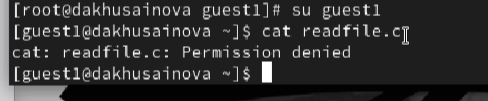 [root@dakhusainova guest1]# su guest1
[guest1@dakhusainova ~]$ cat readfile.c
cat: readfile.c: Permission denied
[guest1@dakhusainova ~]$